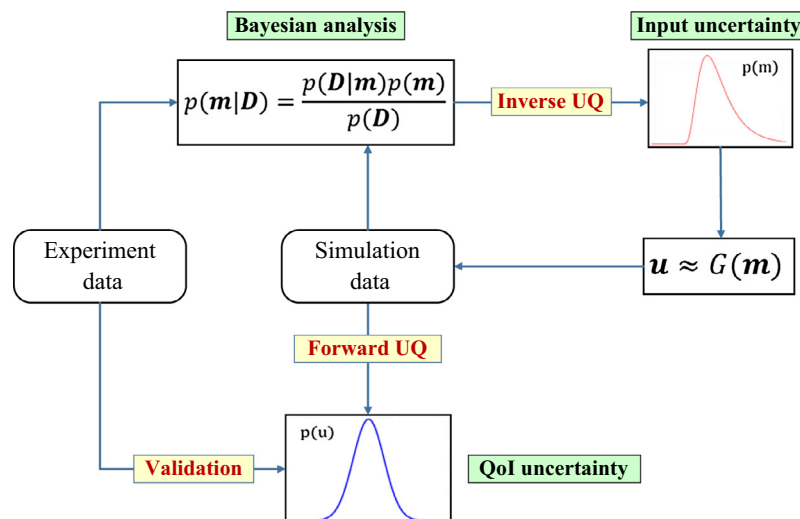 Bayesian analysis
Input uncertainty
p(m|D) = p(D|m)p(m) / p(D)
Inverse UQ
p(m)
Experiment
data
Simulation
data
u ≈ G(m)
Forward UQ
p(u)
Validation
QoI uncertainty